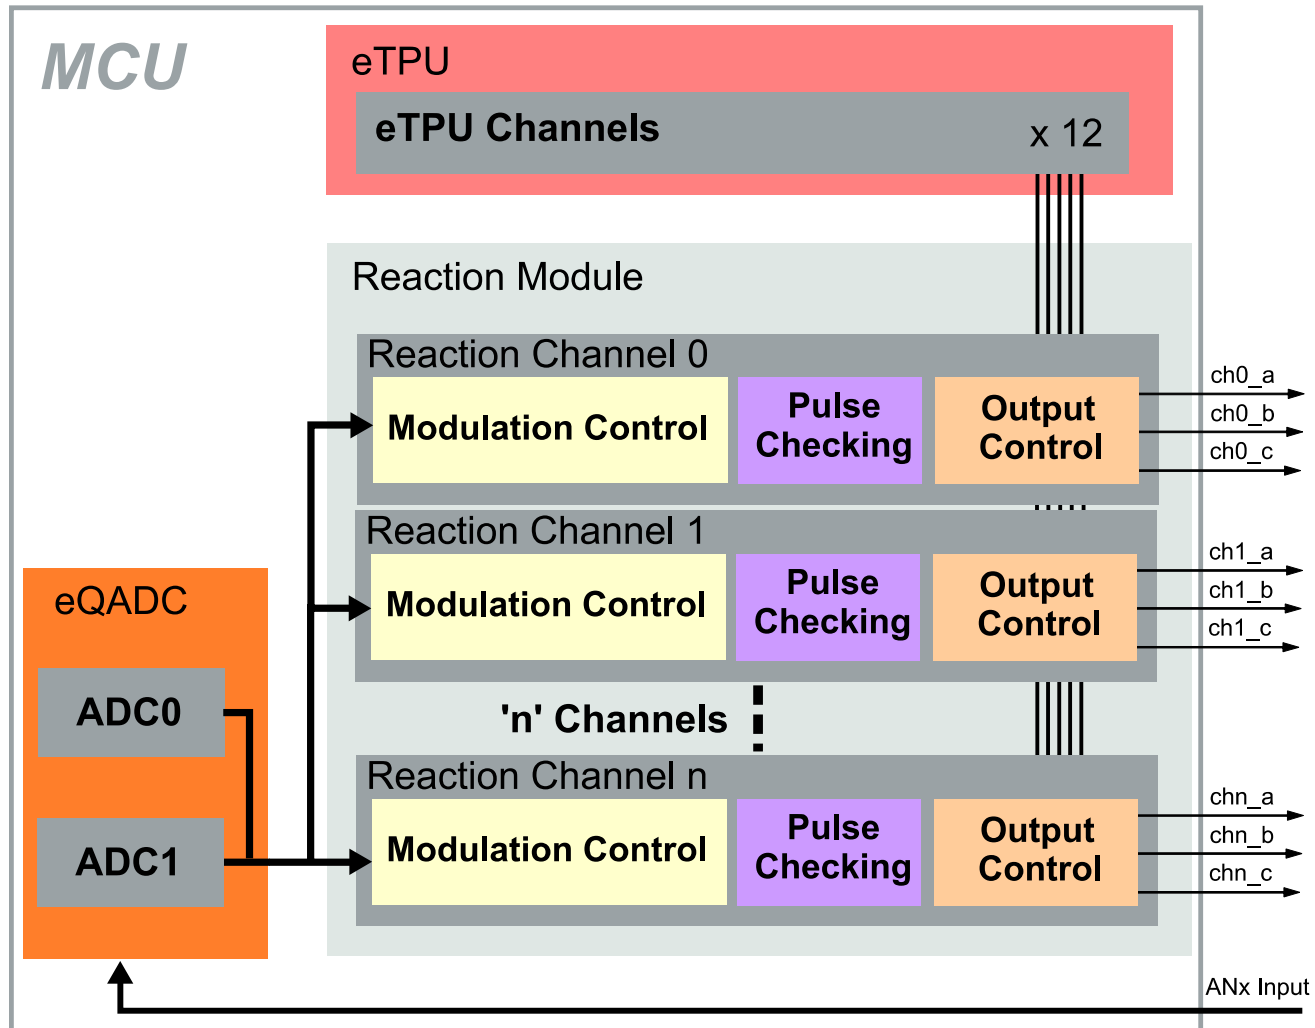 MCU
eTPU
eTPU Channels x 12
Reaction Module
Reaction Channel 0
Modulation Control
Pulse
Checking
Output
Control
ch0_a
ch0_b
ch0_c
Reaction Channel 1
Modulation Control
Pulse
Checking
Output
Control
ch1_a
ch1_b
ch1_c
eQADC
ADC0
ADC1
'n' Channels
Reaction Channel n
Modulation Control
Pulse
Checking
Output
Control
chn_a
chn_b
chn_c
ANx Input